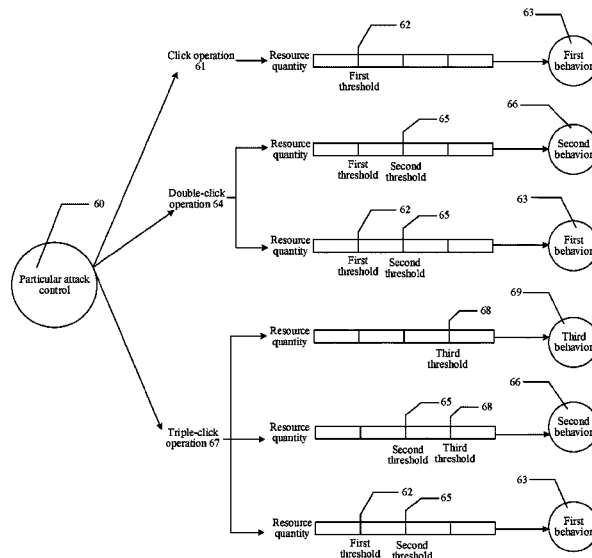 62
63
Click operation
61
Resource
quantity
First
threshold
First
behavior
65
66
Resource
quantity
First
threshold
Second
threshold
Second
behavior
Double-click
operation 64
62
65
63
Resource
quantity
First
threshold
Second
threshold
First
behavior
60
Particular attack
control
68
69
Resource
quantity
Third
threshold
Third
behavior
65
68
66
Triple-click
operation 67
Resource
quantity
Second
threshold
Third
threshold
Second
behavior
62
65
63
Resource
quantity
First
threshold
Second
threshold
First
behavior